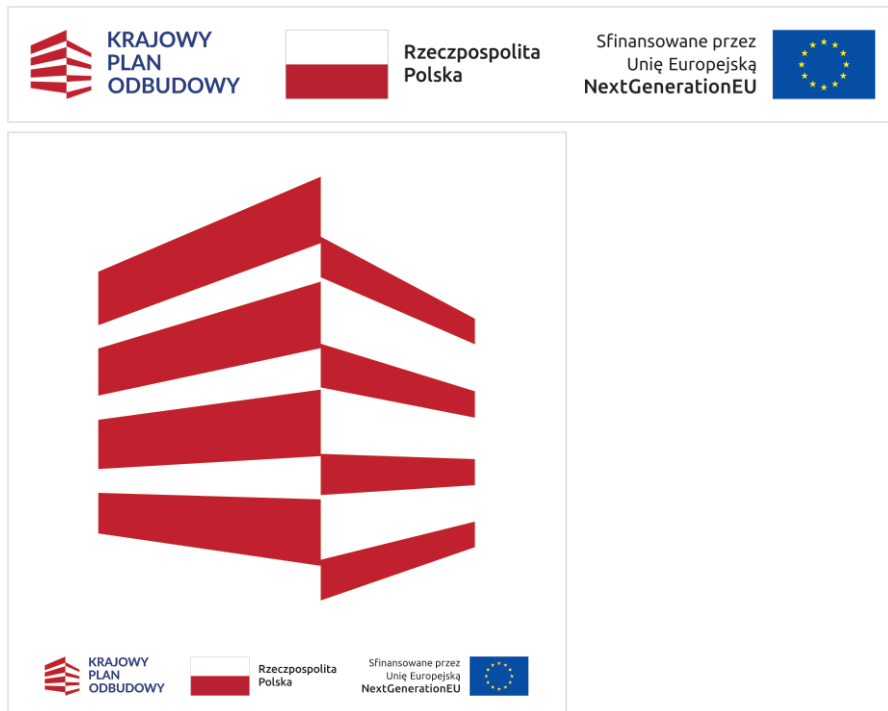 KRAJOWY
PLAN
ODBUDOWY
Rzeczpospolita
Polska
Sfinansowane przez
Unię Europejską
NextGenerationEU
KRAJOWY
PLAN
ODBUDOWY
Rzeczpospolita
Polska
Sfinansowane przez
Unię Europejską
NextGenerationEU